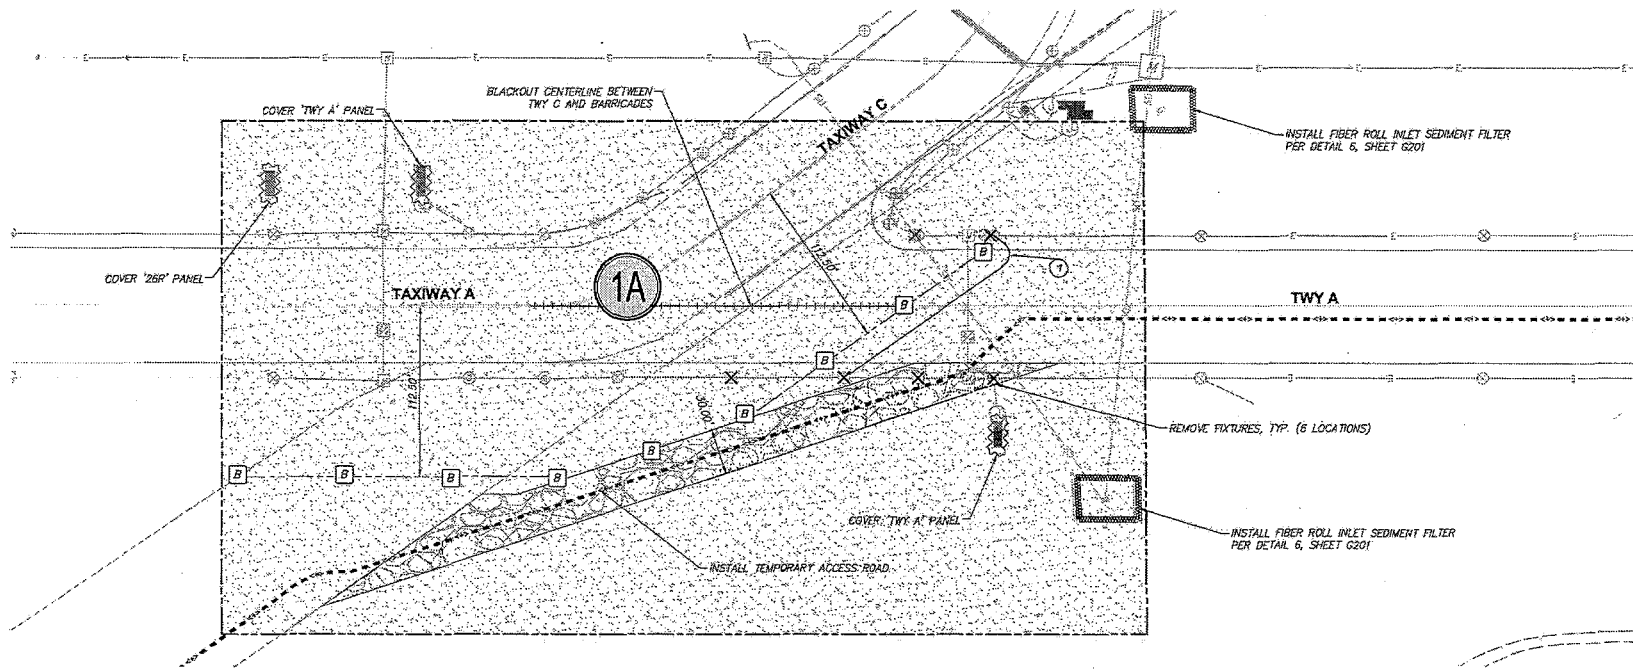 BLACKOUT CENTERLINE BETWEEN
TWY C AND BARRICADES
COVER 'TWY A' PANEL
TAXIWAY C
M
INSTALL FIBER ROLL INLET SEDIMENT FILTER
PER DETAIL 6, SHEET G201
COVER '26R' PANEL
TAXIWAY A
1A
112.50'
B
1
TWY A
B
B
112.50'
30.00'
B
REMOVE FIXTURES, TYP. (6 LOCATIONS)
B
B
B
B
B
COVER 'TWY A' PANEL
INSTALL FIBER ROLL INLET SEDIMENT FILTER
PER DETAIL 6, SHEET G201
INSTALL TEMPORARY ACCESS ROAD